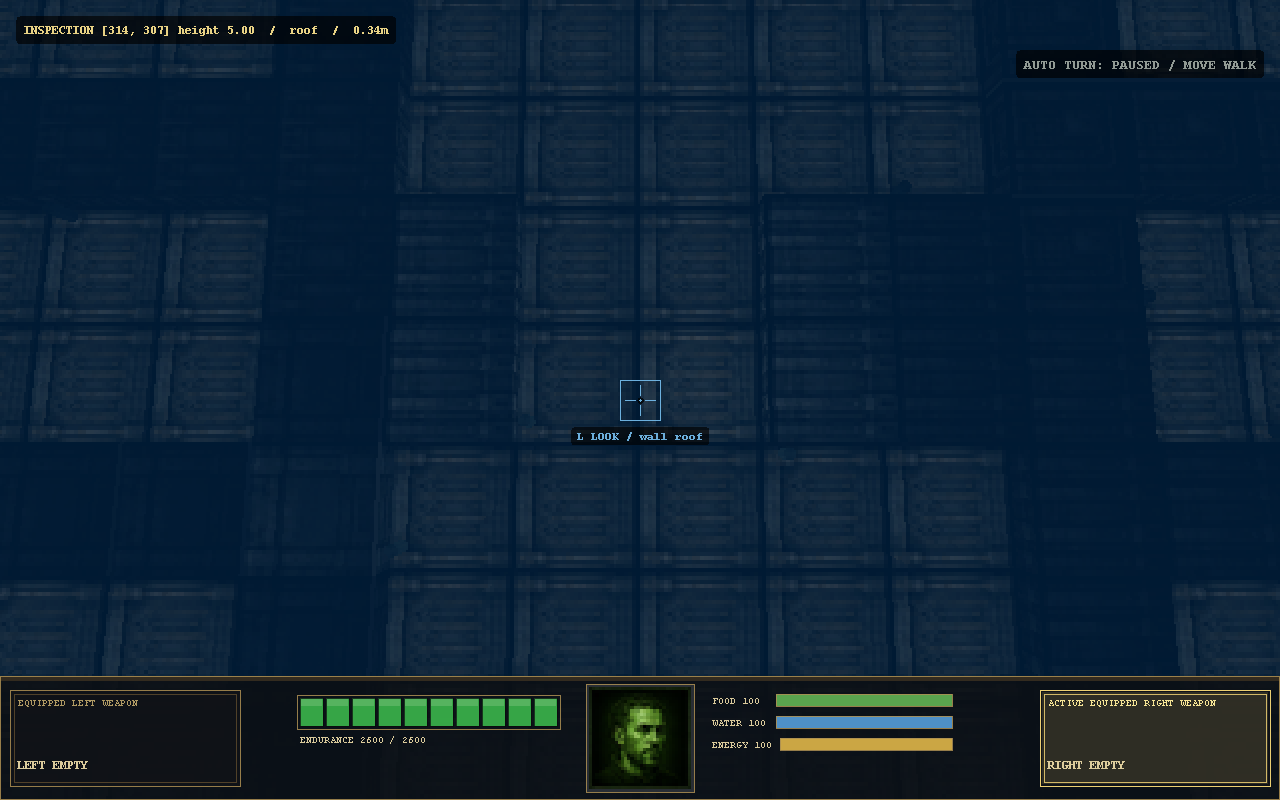 INSPECTION [314, 307] height 5.00 / roof / 0.34m
AUTO TURN: PAUSED / MOVE WALK
L LOOK / wall roof
EQUIPPED LEFT WEAPON
LEFT EMPTY
ENDURANCE 2600 / 2600
FOOD 100
WATER 100
ENERGY 100
ACTIVE EQUIPPED RIGHT WEAPON
RIGHT EMPTY